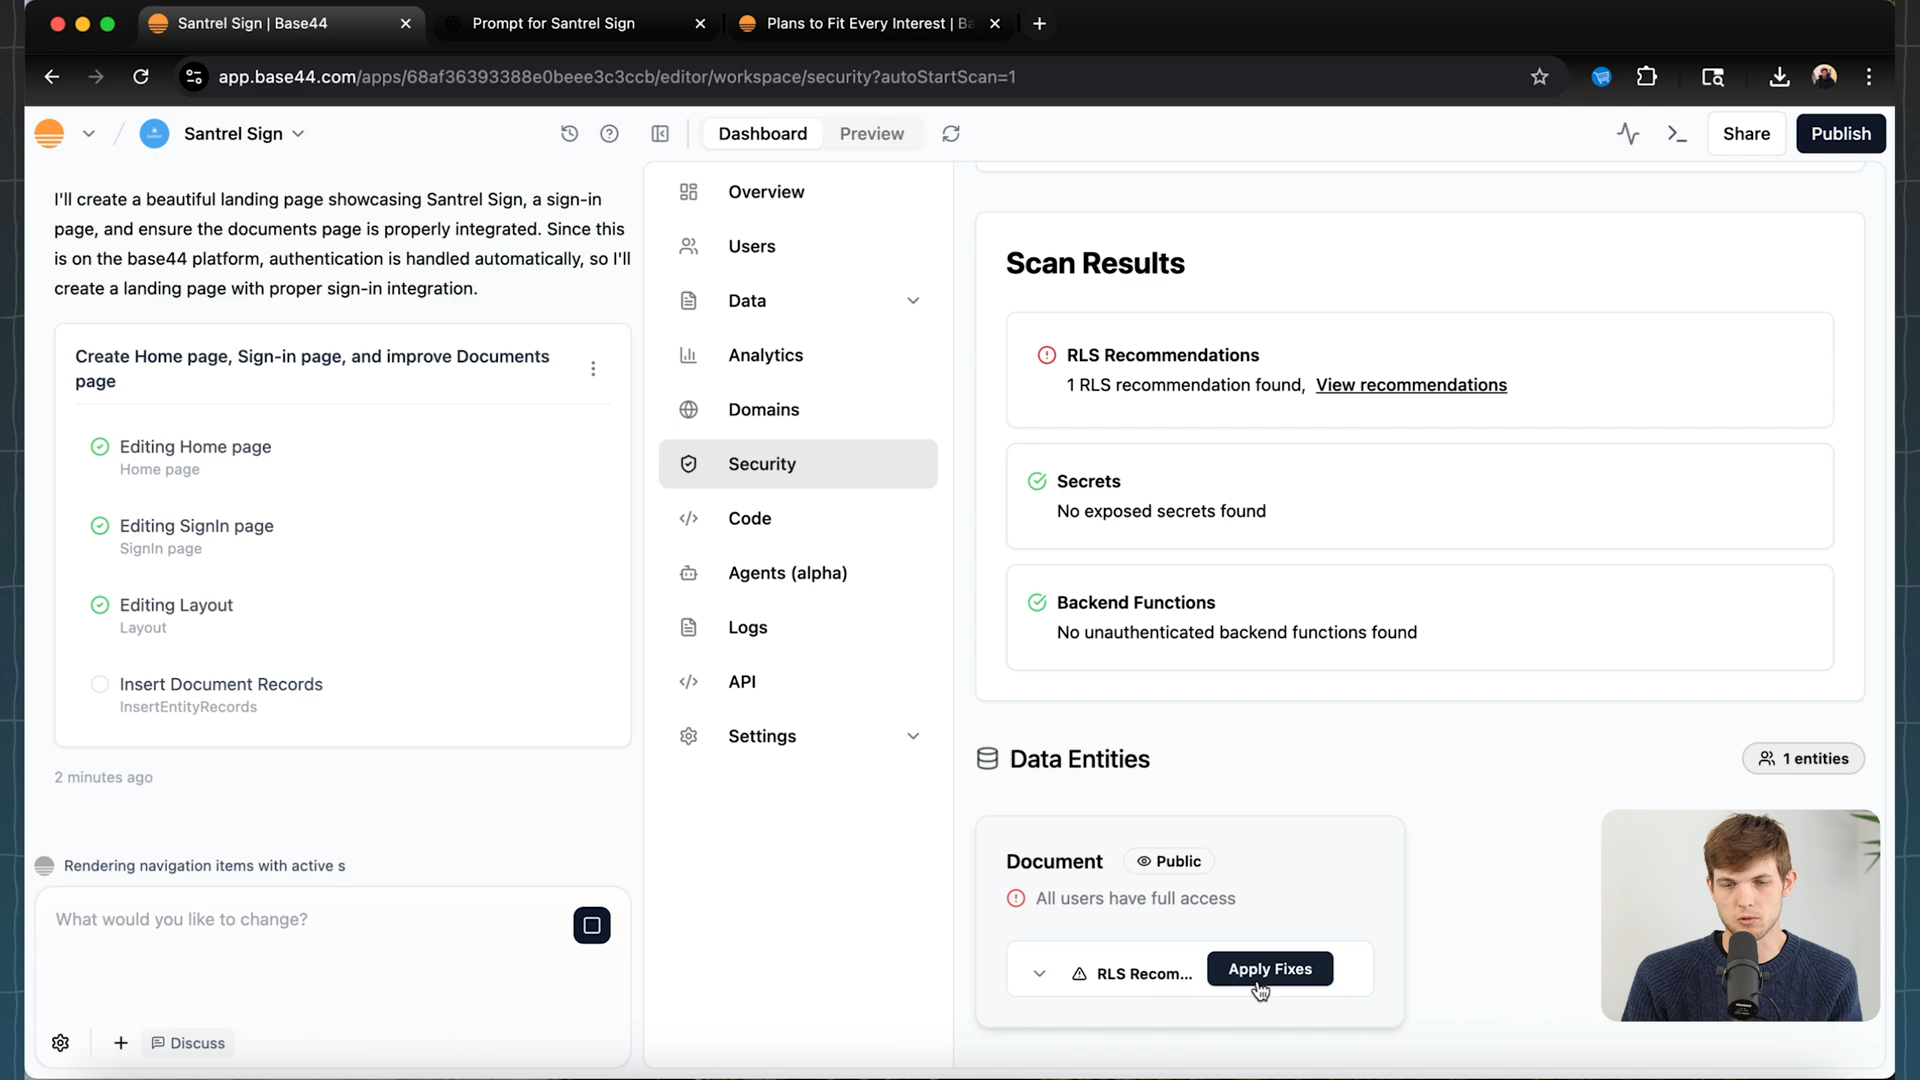 Santrel Sign | Base44
Prompt for Santrel Sign
Plans to Fit Every Interest | Ba
app.base44.com/apps/68af36393388e0beee3c3ccb/editor/workspace/security?autoStartScan=1
Santrel Sign
Dashboard
Preview
Share
Publish
I'll create a beautiful landing page showcasing Santrel Sign, a sign-in
page, and ensure the documents page is properly integrated. Since this
is on the base44 platform, authentication is handled automatically, so I'll
create a landing page with proper sign-in integration.
Create Home page, Sign-in page, and improve Documents
page
Editing Home page
Home page
Editing SignIn page
SignIn page
Editing Layout
Layout
Insert Document Records
InsertEntityRecords
2 minutes ago
Rendering navigation items with active s
What would you like to change?
Discuss
Overview
Users
Data
Analytics
Domains
Security
Code
Agents (alpha)
Logs
API
Settings
Scan Results
RLS Recommendations
1 RLS recommendation found, View recommendations
Secrets
No exposed secrets found
Backend Functions
No unauthenticated backend functions found
Data Entities
1 entities
Document
Public
All users have full access
RLS Recom...
Apply Fixes